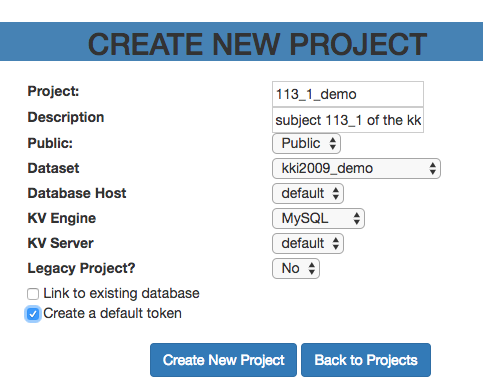 CREATE NEW PROJECT
Project: 113_1_demo
Description subject 113_1 of the kk
Public: Public
Dataset kki2009_demo
Database Host default
KV Engine MySQL
KV Server default
Legacy Project? No
Link to existing database
Create a default token
Create New Project Back to Projects